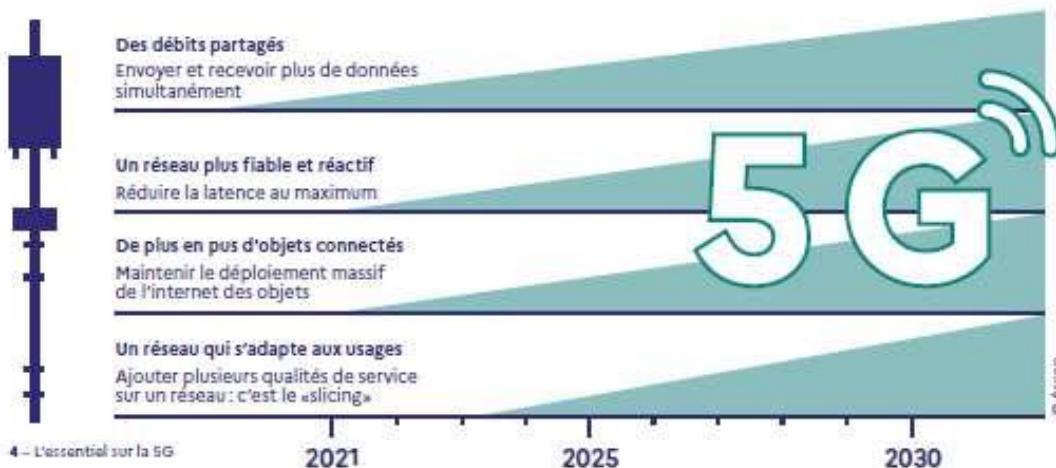 Des débits partagés
Envoyer et recevoir plus de données
simultanément
Un réseau plus fiable et réactif
Réduire la latence au maximum
5G
De plus en pus d'objets connectés
Maintenir le déploiement massif
de l'internet des objets
Un réseau qui s'adapte aux usages
Ajouter plusieurs qualités de service
sur un réseau : c'est le «slicing»
4 – L'essentiel sur la 5G
2021 2025 2030